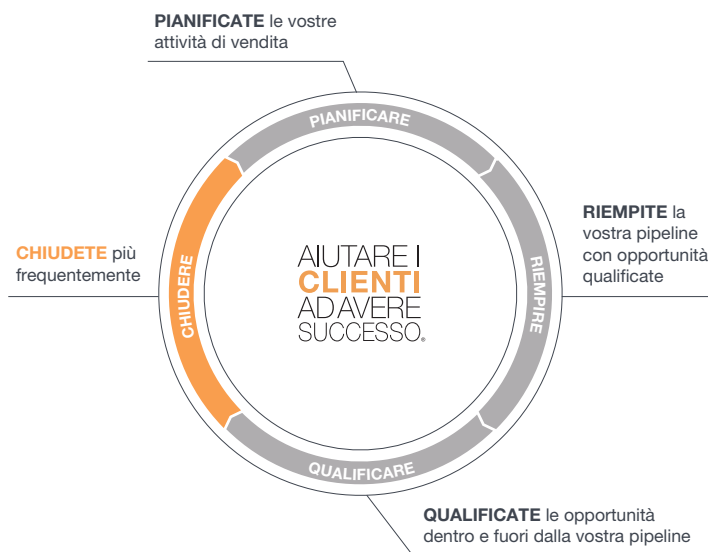 PIANIFICATE le vostre
attività di vendita
PIANIFICARE
CHIUDETE più
frequentemente
CHIUDERE
AIUTARE I
CLIENTI
AD AVERE
SUCCESSO®
RIEMPIRE
RIEMPITE la
vostra pipeline
con opportunità
qualificate
QUALIFICARE
QUALIFICATE le opportunità
dentro e fuori dalla vostra pipeline